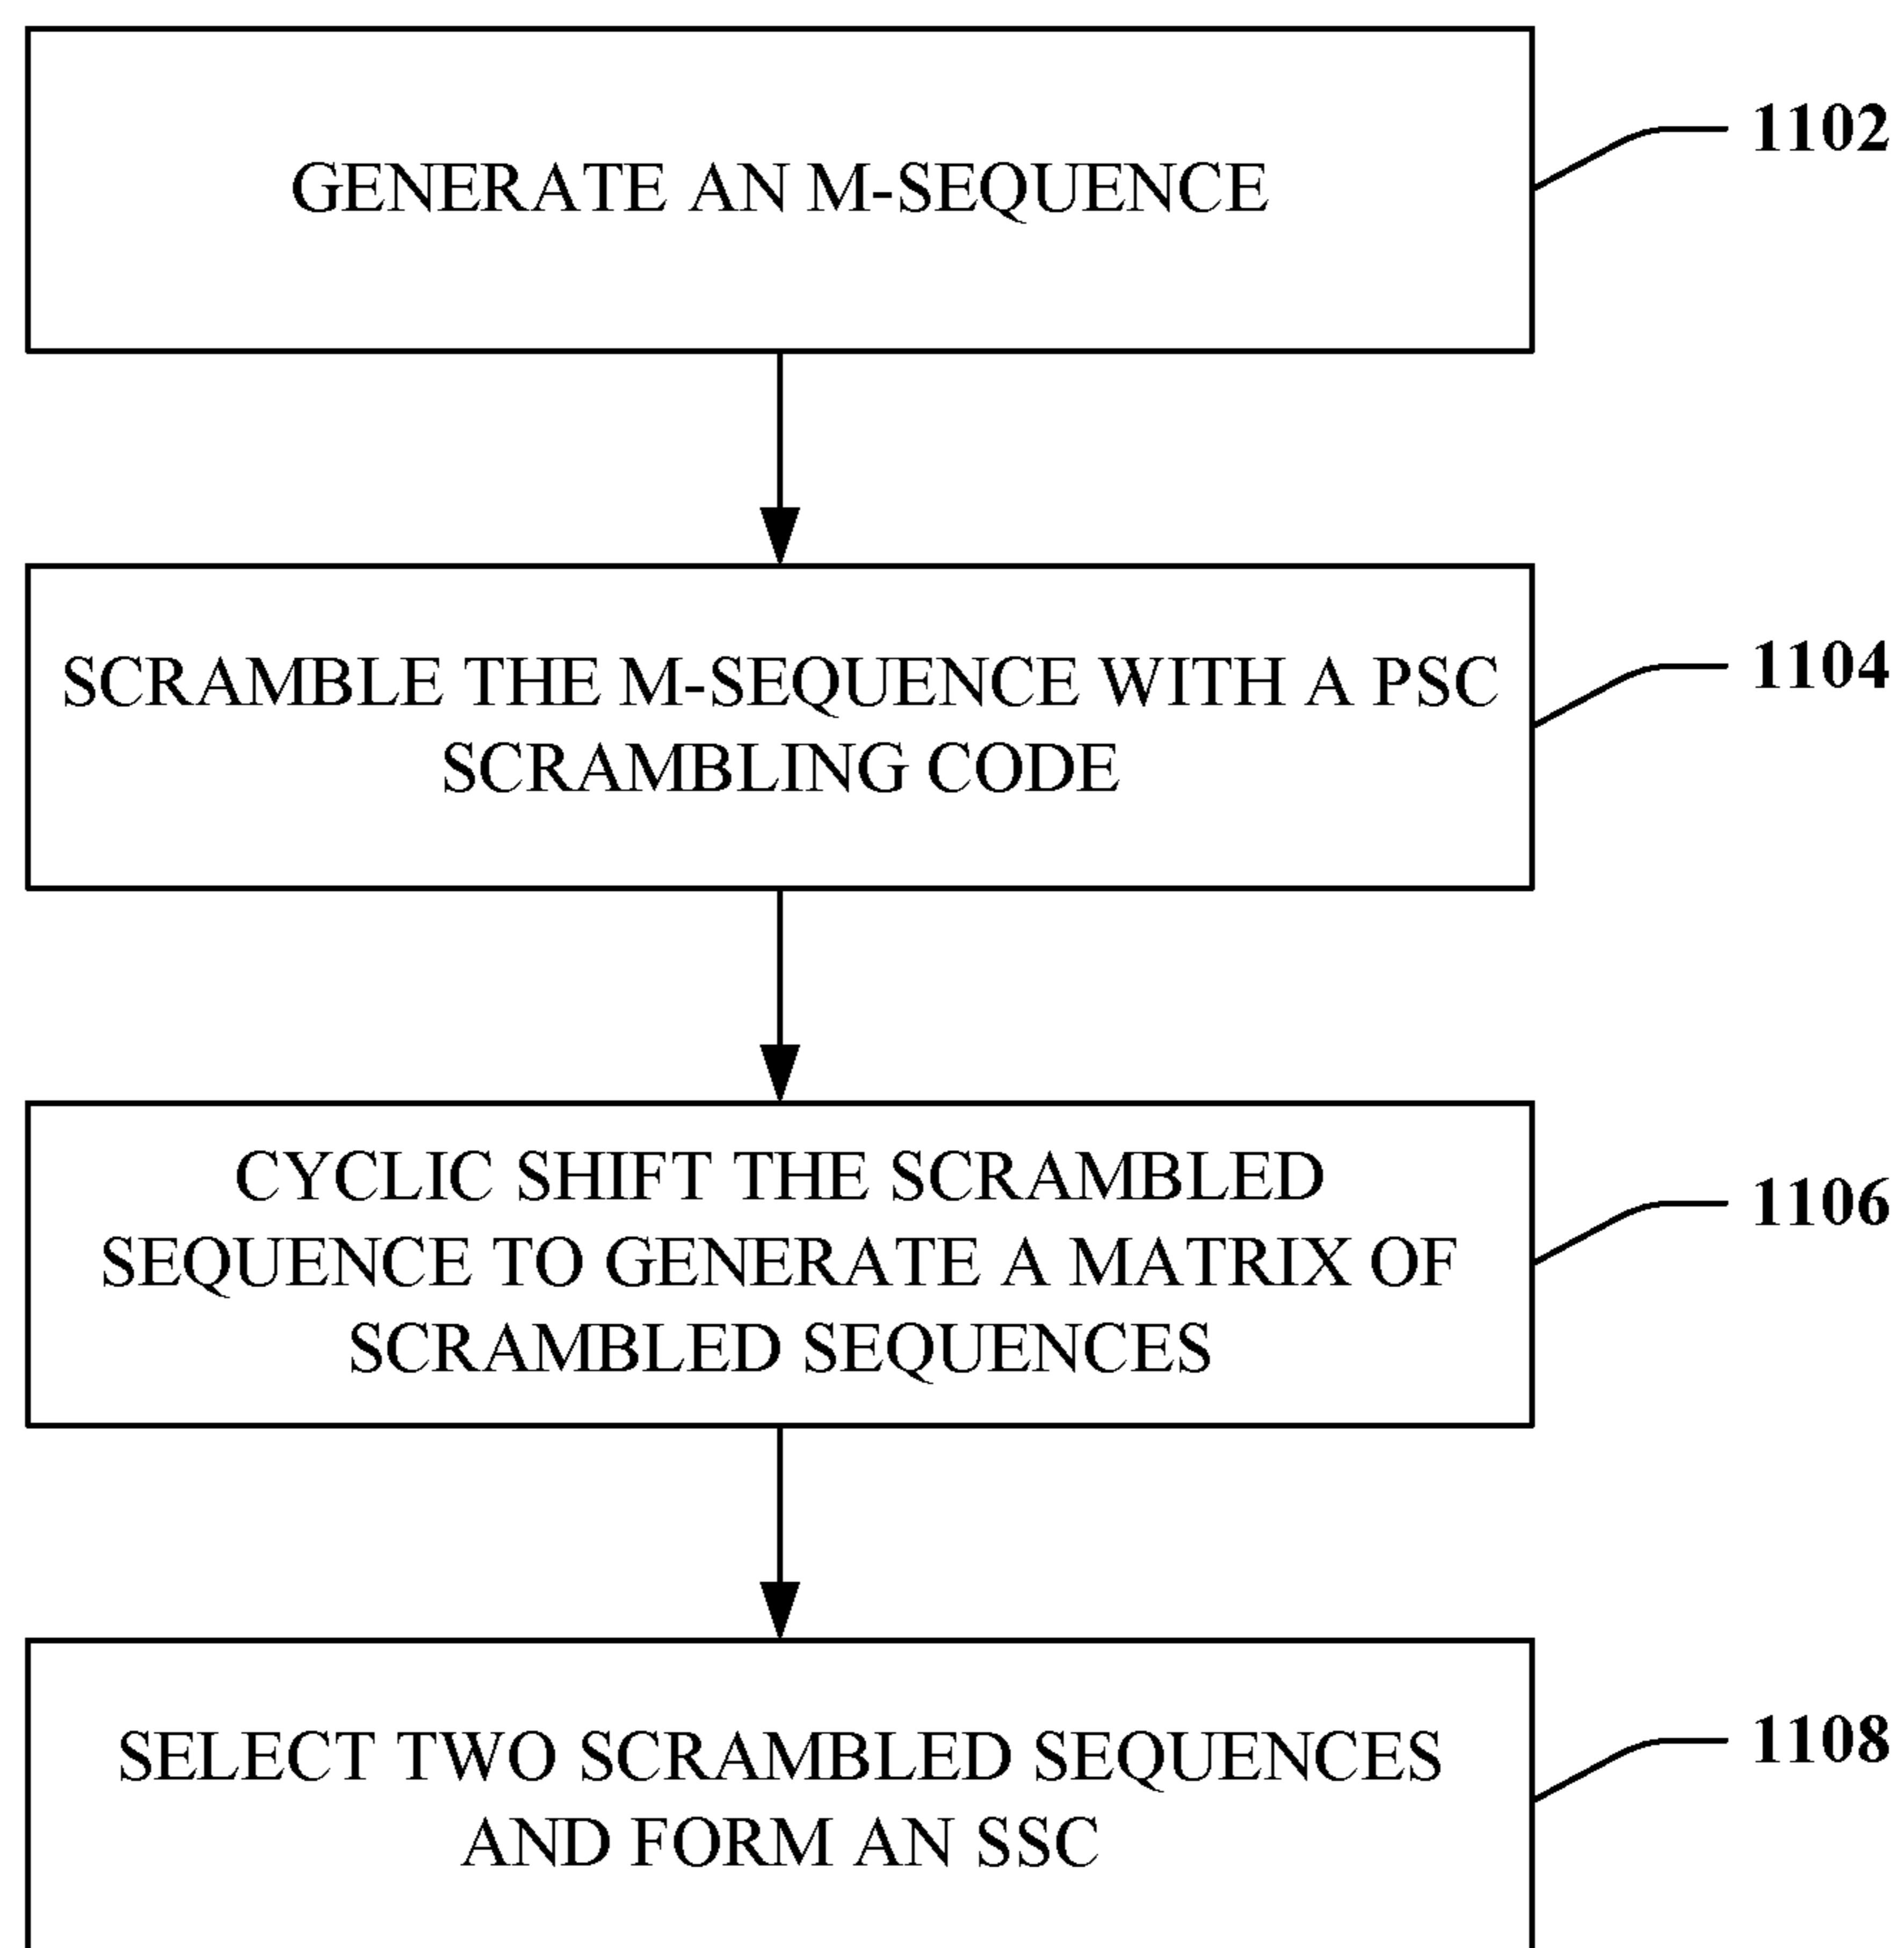 GENERATE AN M-SEQUENCE
1102
SCRAMBLE THE M-SEQUENCE WITH A PSC
SCRAMBLING CODE
1104
CYCLIC SHIFT THE SCRAMBLED
SEQUENCE TO GENERATE A MATRIX OF
SCRAMBLED SEQUENCES
1106
SELECT TWO SCRAMBLED SEQUENCES
AND FORM AN SSC
1108